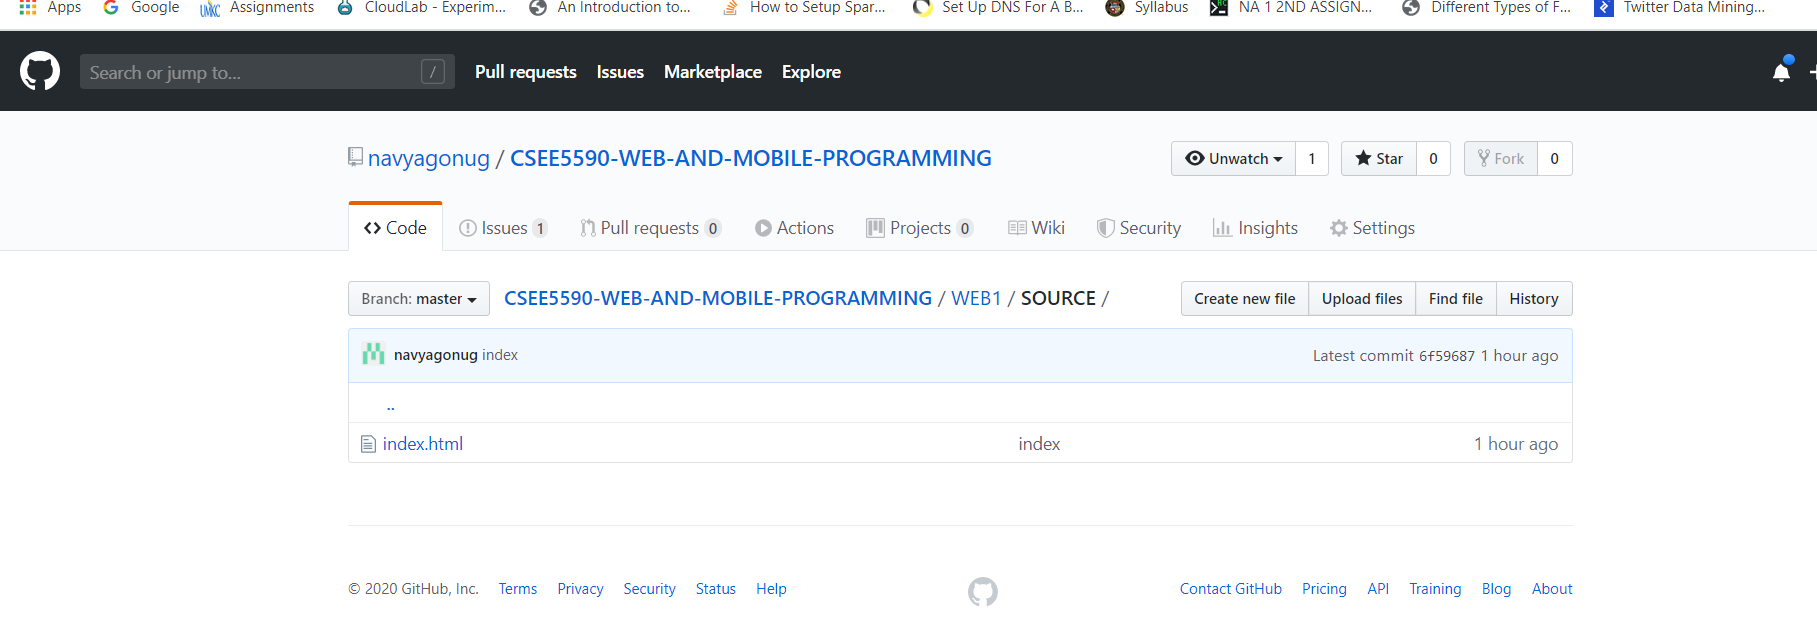 Apps Google Assignments CloudLab - Experim... An Introduction to... How to Setup Spar... Set Up DNS For A B... Syllabus NA 1 2ND ASSIGN... Different Types of F... Twitter Data Mining...
Search or jump to... / Pull requests Issues Marketplace Explore
navyagonug / CSEE5590-WEB-AND-MOBILE-PROGRAMMING Unwatch 1 Star 0 Fork 0
Code Issues 1 Pull requests 0 Actions Projects 0 Wiki Security Insights Settings
Branch: master CSEE5590-WEB-AND-MOBILE-PROGRAMMING / WEB1 / SOURCE / Create new file Upload files Find file History
navyagonug index Latest commit 6f59687 1 hour ago
..
index.html index 1 hour ago
© 2020 GitHub, Inc. Terms Privacy Security Status Help Contact GitHub Pricing API Training Blog About